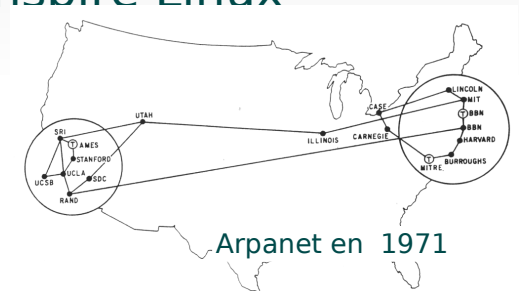 LINCOLN
CASE
MIT
UTAH
BBN
SRI
BBN
AMES
ILLINOIS
CARNEGIE
HARVARD
STANFORD
BURROUGHS
MITRE
UCLA
SDC
UCSB
RAND
T
T
T
Arpanet en 1971